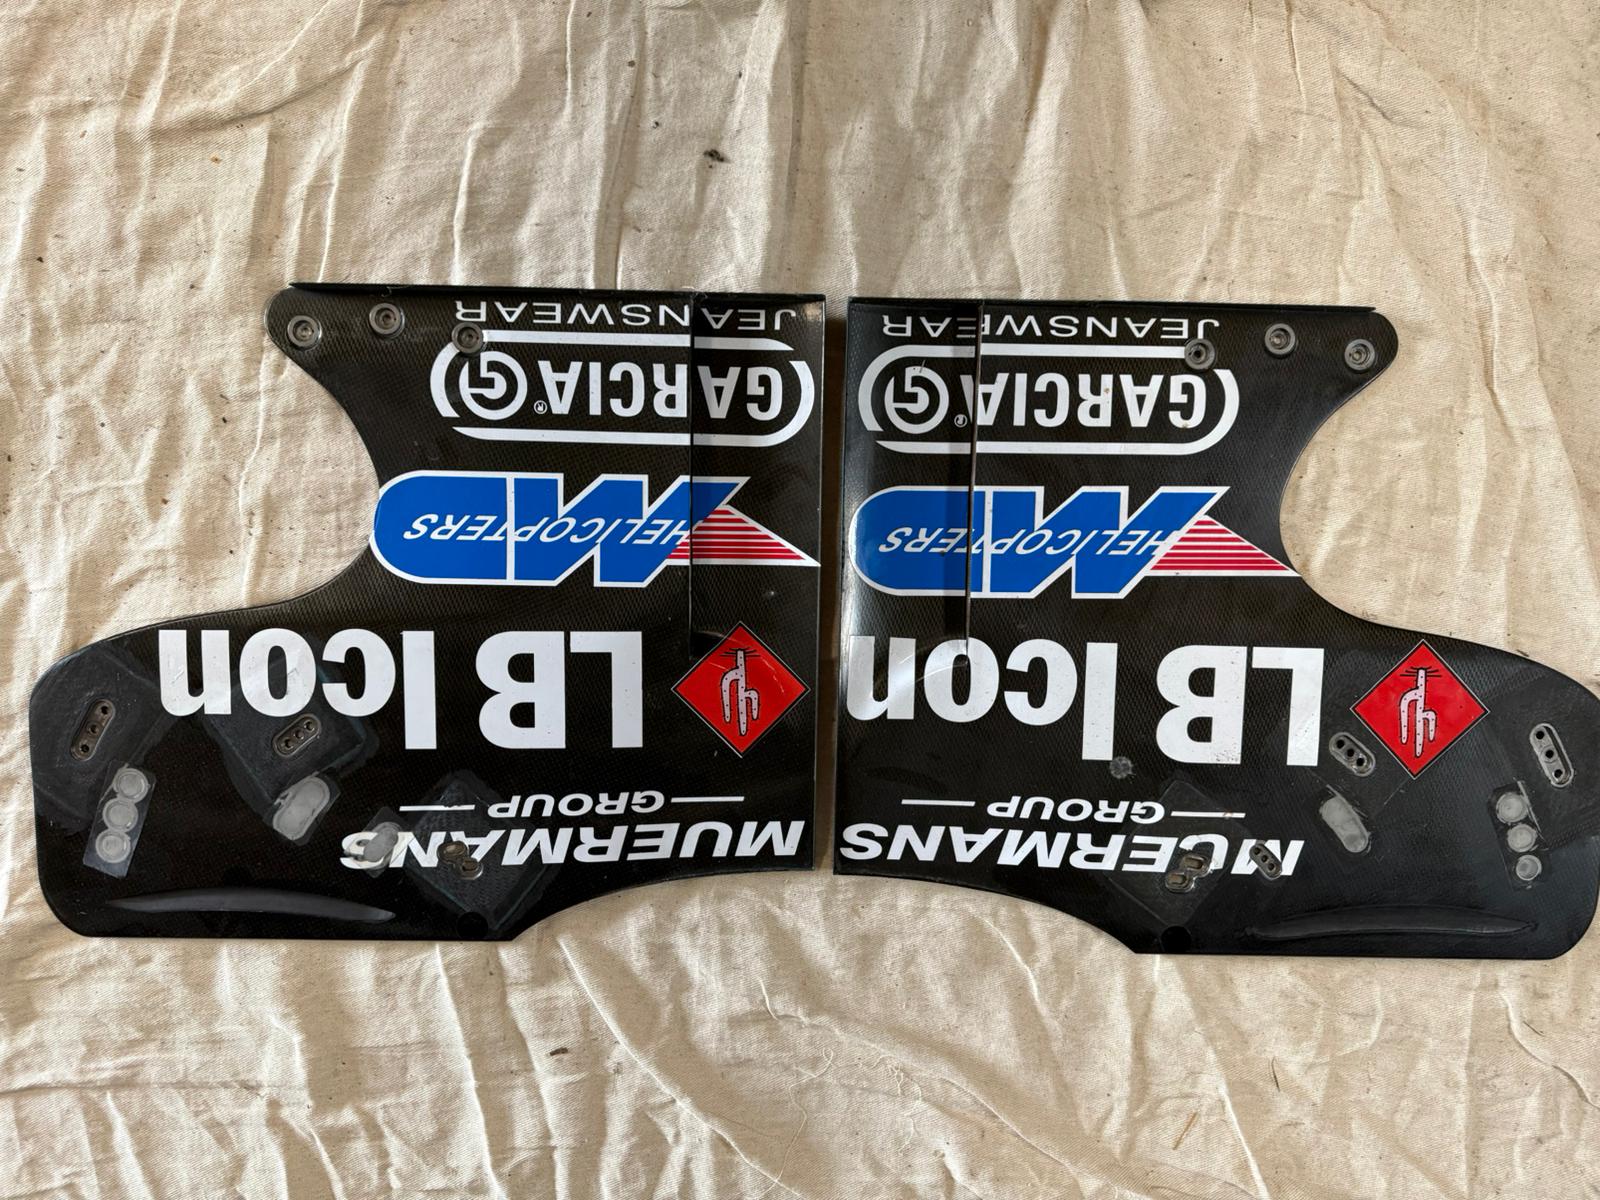 MUERMANS
GROUP
LB Icon
MD
HELICOPTERS
GARCIA® G
JEANSWEAR
MUERMANS
GROUP
LB Icon
MD
HELICOPTERS
GARCIA® G
JEANSWEAR